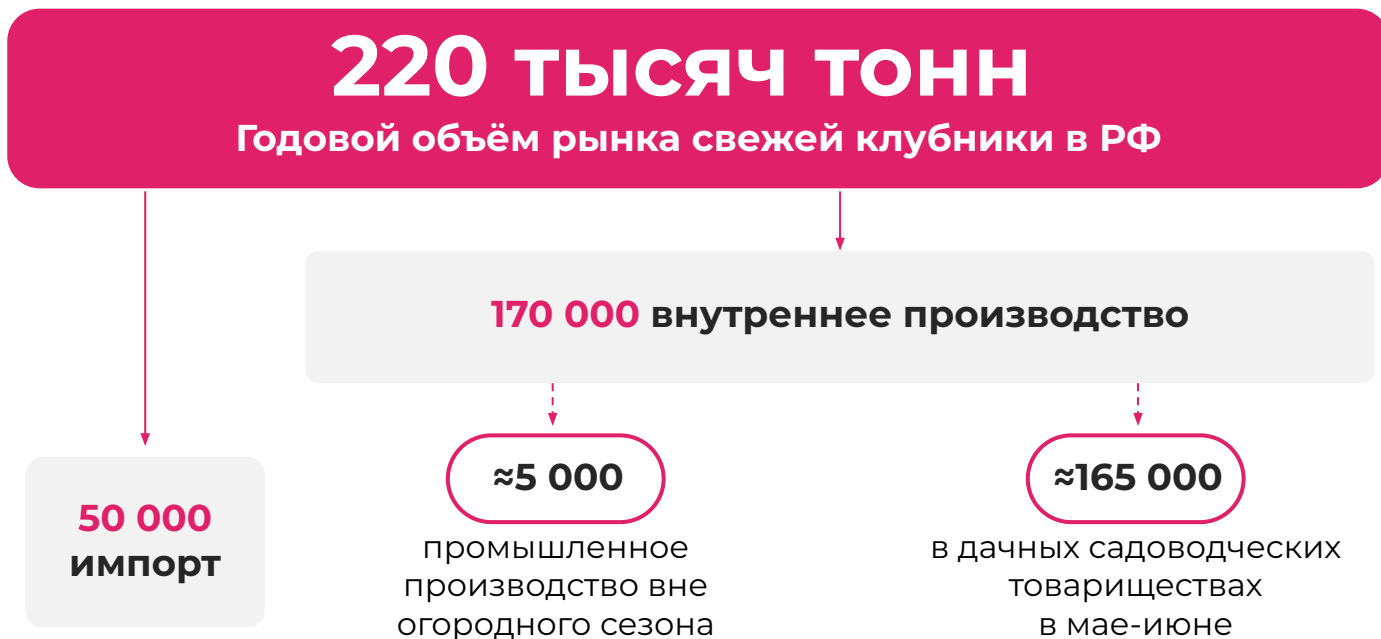 220 тысяч тонн
Годовой объём рынка свежей клубники в РФ
170 000 внутреннее производство
50 000
импорт
≈5 000
промышленное
производство вне
огородного сезона
≈165 000
в дачных садоводческих
товариществах
в мае-июне